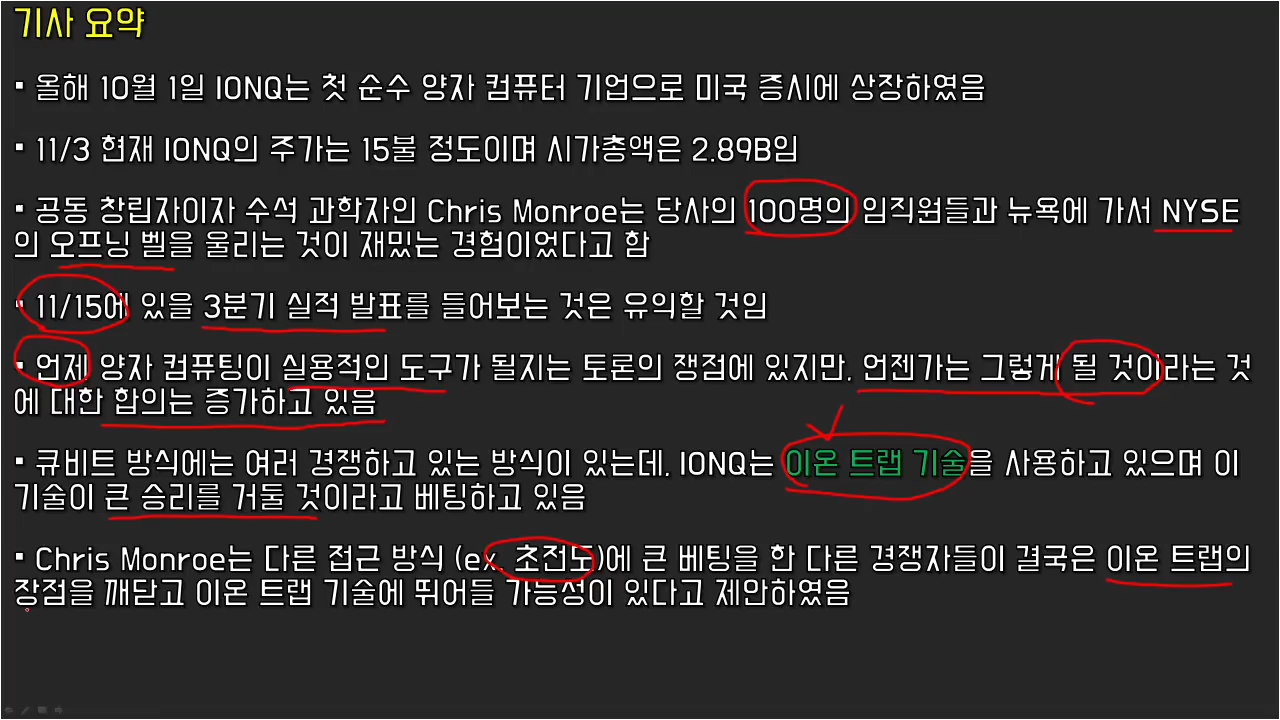 기사 요약
▪ 올해 10월 1일 IONQ는 첫 순수 양자 컴퓨터 기업으로 미국 증시에 상장하였음
▪ 11/3 현재 IONQ의 주가는 15불 정도이며 시가총액은 2.89B임
▪ 공동 창립자이자 수석 과학자인 Chris Monroe는 당사의 100명의 임직원들과 뉴욕에 가서 NYSE
의 오프닝 벨을 울리는 것이 재밌는 경험이었다고 함
▪ 11/15에 있을 3분기 실적 발표를 들어보는 것은 유익할 것임
▪ 언제 양자 컴퓨팅이 실용적인 도구가 될지는 토론의 쟁점에 있지만, 언젠가는 그렇게 될 것이라는 것
에 대한 합의는 증가하고 있음
▪ 큐비트 방식에는 여러 경쟁하고 있는 방식이 있는데, IONQ는 이온 트랩 기술을 사용하고 있으며 이
기술이 큰 승리를 거둘 것이라고 베팅하고 있음
▪ Chris Monroe는 다른 접근 방식 (ex. 초전도)에 큰 베팅을 한 다른 경쟁자들이 결국은 이온 트랩의
장점을 깨닫고 이온 트랩 기술에 뛰어들 가능성이 있다고 제안하였음